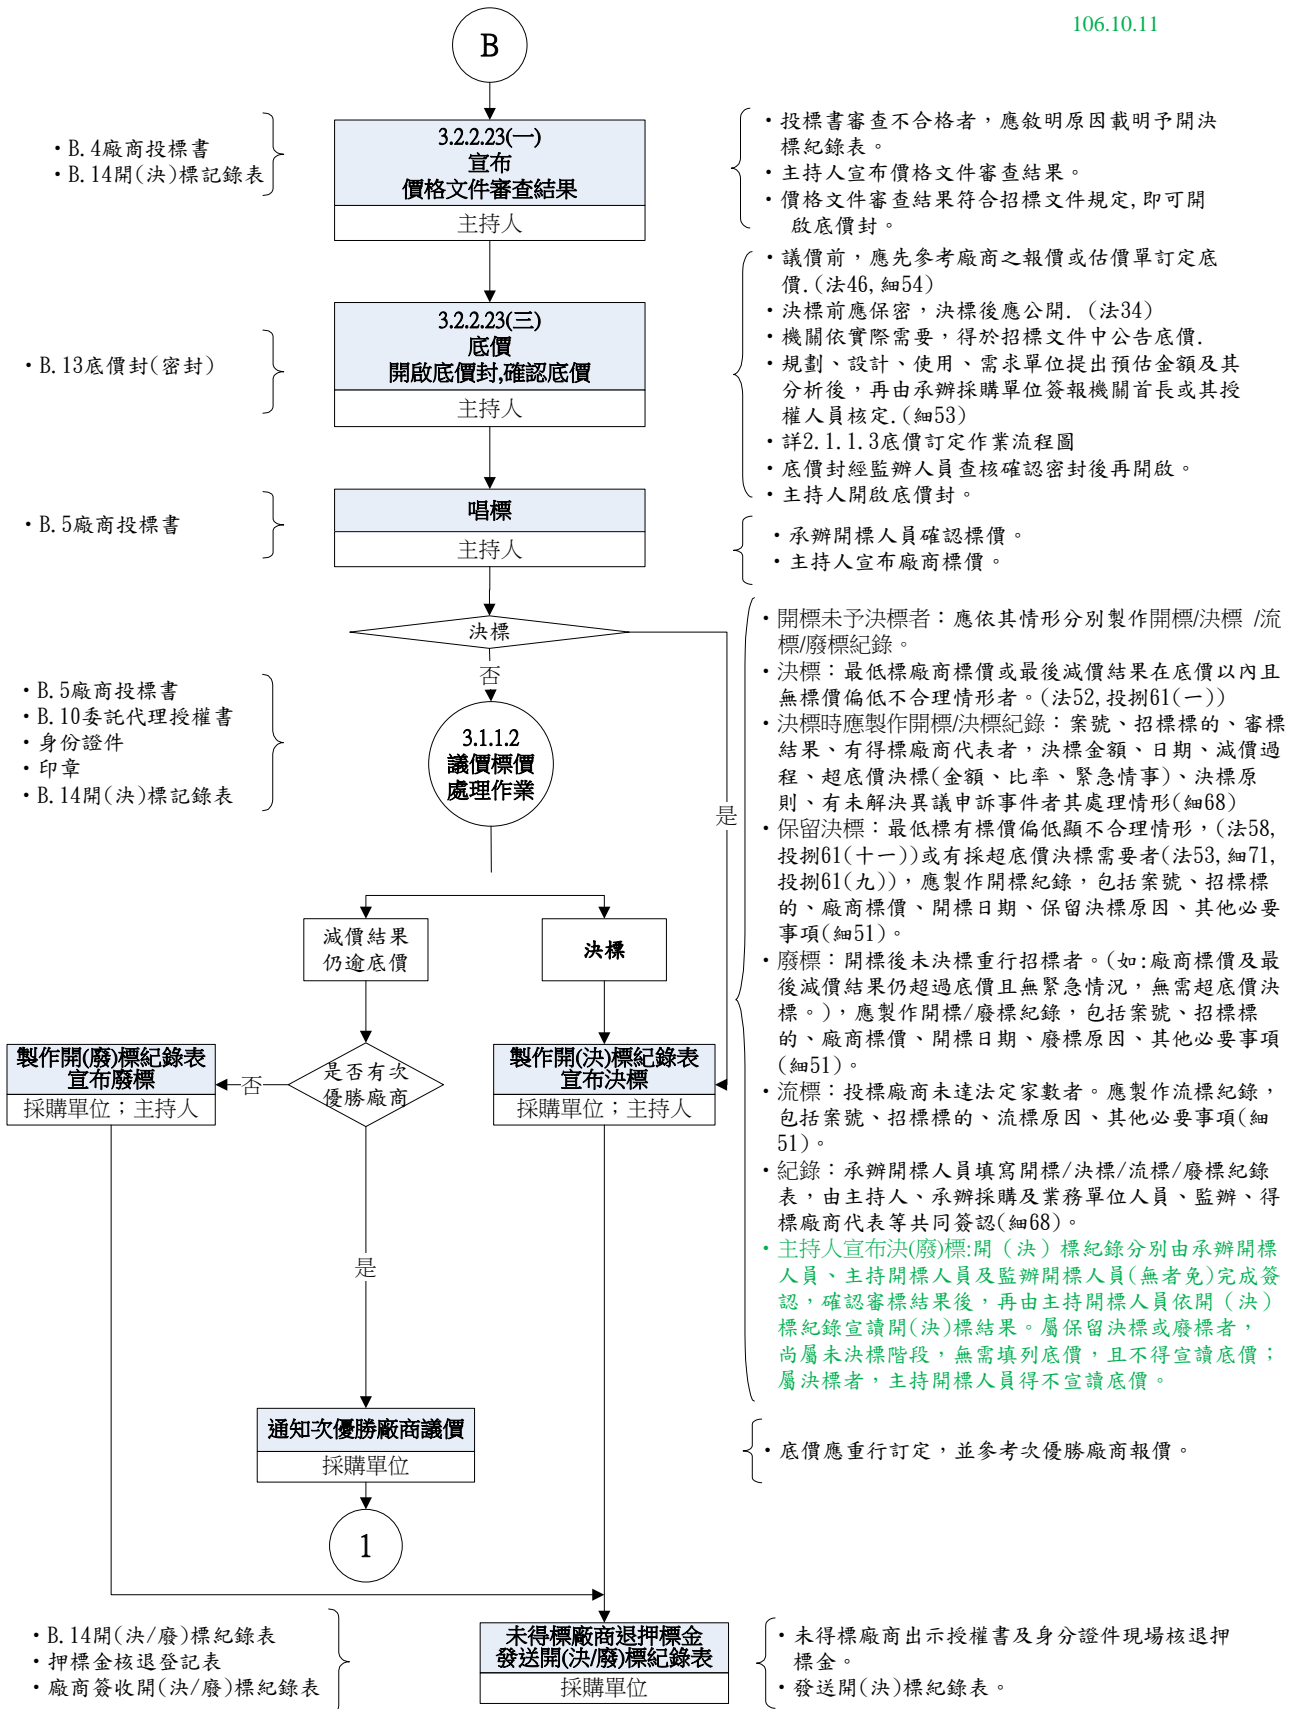 106.10.11
B
・B.4廠商投標書
・B.14開(決)標記錄表
3.2.2.23(一)
宣布
價格文件審查結果
主持人
・投標書審查不合格者，應敘明原因載明予開決
標紀錄表。
・主持人宣布價格文件審查結果。
・價格文件審查結果符合招標文件規定,即可開
啟底價封。
・B.13底價封(密封)
3.2.2.23(三)
底價
開啟底價封,確認底價
主持人
・議價前，應先參考廠商之報價或估價單訂定底
價.(法46,細54)
・決標前應保密，決標後應公開. (法34)
・機關依實際需要，得於招標文件中公告底價.
・規劃、設計、使用、需求單位提出預估金額及其
分析後，再由承辦採購單位簽報機關首長或其授
權人員核定.(細53)
・詳2.1.1.3底價訂定作業流程圖
・底價封經監辦人員查核確認密封後再開啟。
・主持人開啟底價封。
・B.5廠商投標書
唱標
主持人
・承辦開標人員確認標價。
・主持人宣布廠商標價。
決標
否
是
・B.5廠商投標書
・B.10委託代理授權書
・身份證件
・印章
・B.14開(決)標記錄表
3.1.1.2
議價標價
處理作業
・開標未予決標者：應依其情形分別製作開標/決標 /流
標/廢標紀錄。
・決標：最低標廠商標價或最後減價結果在底價以內且
無標價偏低不合理情形者。(法52,投捌61(一))
・決標時應製作開標/決標紀錄：案號、招標標的、審標
結果、有得標廠商代表者，決標金額、日期、減價過
程、超底價決標(金額、比率、緊急情事)、決標原
則、有未解決異議申訴事件者其處理情形(細68)
・保留決標：最低標有標價偏低顯不合理情形，(法58,
投捌61(十一))或有採超底價決標需要者(法53,細71,
投捌61(九))，應製作開標紀錄，包括案號、招標標
的、廠商標價、開標日期、保留決標原因、其他必要
事項(細51)。
・廢標：開標後未決標重行招標者。(如:廠商標價及最
後減價結果仍超過底價且無緊急情況，無需超底價決
標。)，應製作開標/廢標紀錄，包括案號、招標標
的、廠商標價、開標日期、廢標原因、其他必要事項
(細51)。
・流標：投標廠商未達法定家數者。應製作流標紀錄，
包括案號、招標標的、流標原因、其他必要事項(細
51)。
・紀錄：承辦開標人員填寫開標/決標/流標/廢標紀錄
表，由主持人、承辦採購及業務單位人員、監辦、得
標廠商代表等共同簽認(細68)。
・主持人宣布決(廢)標:開（決）標紀錄分別由承辦開標
人員、主持開標人員及監辦開標人員(無者免)完成簽
認，確認審標結果後，再由主持開標人員依開（決）
標紀錄宣讀開(決)標結果。屬保留決標或廢標者，
尚屬未決標階段，無需填列底價，且不得宣讀底價；
屬決標者，主持開標人員得不宣讀底價。
減價結果
仍逾底價
決標
製作開(廢)標紀錄表
宣布廢標
採購單位；主持人
否
是否有次
優勝廠商
製作開(決)標紀錄表
宣布決標
採購單位；主持人
是
通知次優勝廠商議價
採購單位
・底價應重行訂定，並參考次優勝廠商報價。
1
・B.14開(決/廢)標紀錄表
・押標金核退登記表
・廠商簽收開(決/廢)標紀錄表
未得標廠商退押標金
發送開(決/廢)標紀錄表
採購單位
・未得標廠商出示授權書及身分證件現場核退押
標金。
・發送開(決)標紀錄表。